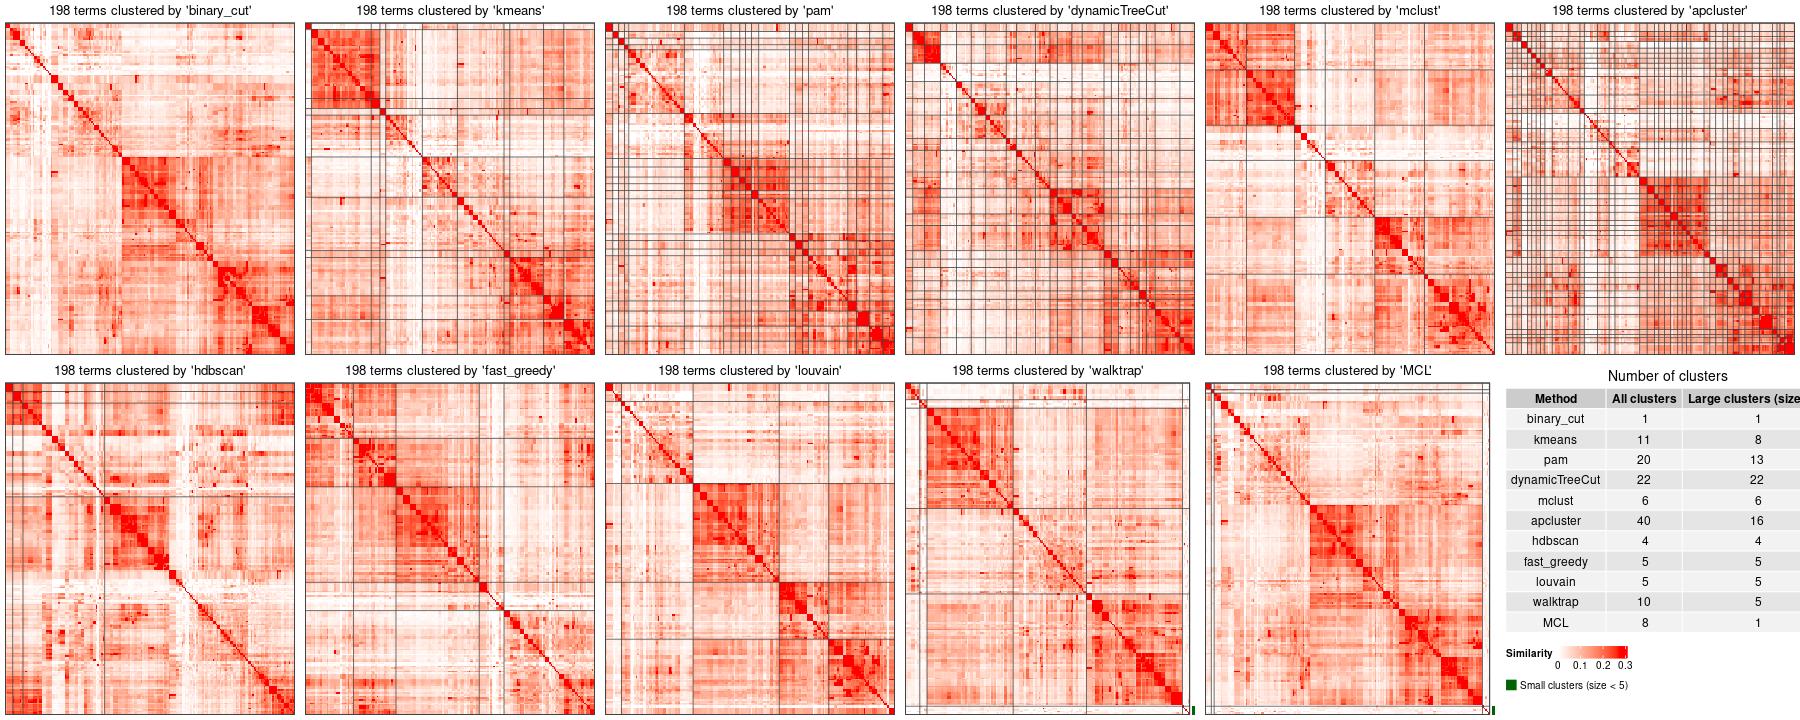 198 terms clustered by 'binary_cut'
198 terms clustered by 'kmeans'
198 terms clustered by 'pam'
198 terms clustered by 'dynamicTreeCut'
198 terms clustered by 'mclust'
198 terms clustered by 'apcluster'
198 terms clustered by 'hdbscan'
198 terms clustered by 'fast_greedy'
198 terms clustered by 'louvain'
198 terms clustered by 'walktrap'
198 terms clustered by 'MCL'
Number of clusters
Method All clusters Large clusters (size
binary_cut 1 1
kmeans 11 8
pam 20 13
dynamicTreeCut 22 22
mclust 6 6
apcluster 40 16
hdbscan 4 4
fast_greedy 5 5
louvain 5 5
walktrap 10 5
MCL 8 1
Similarity
0 0.1 0.2 0.3
Small clusters (size < 5)